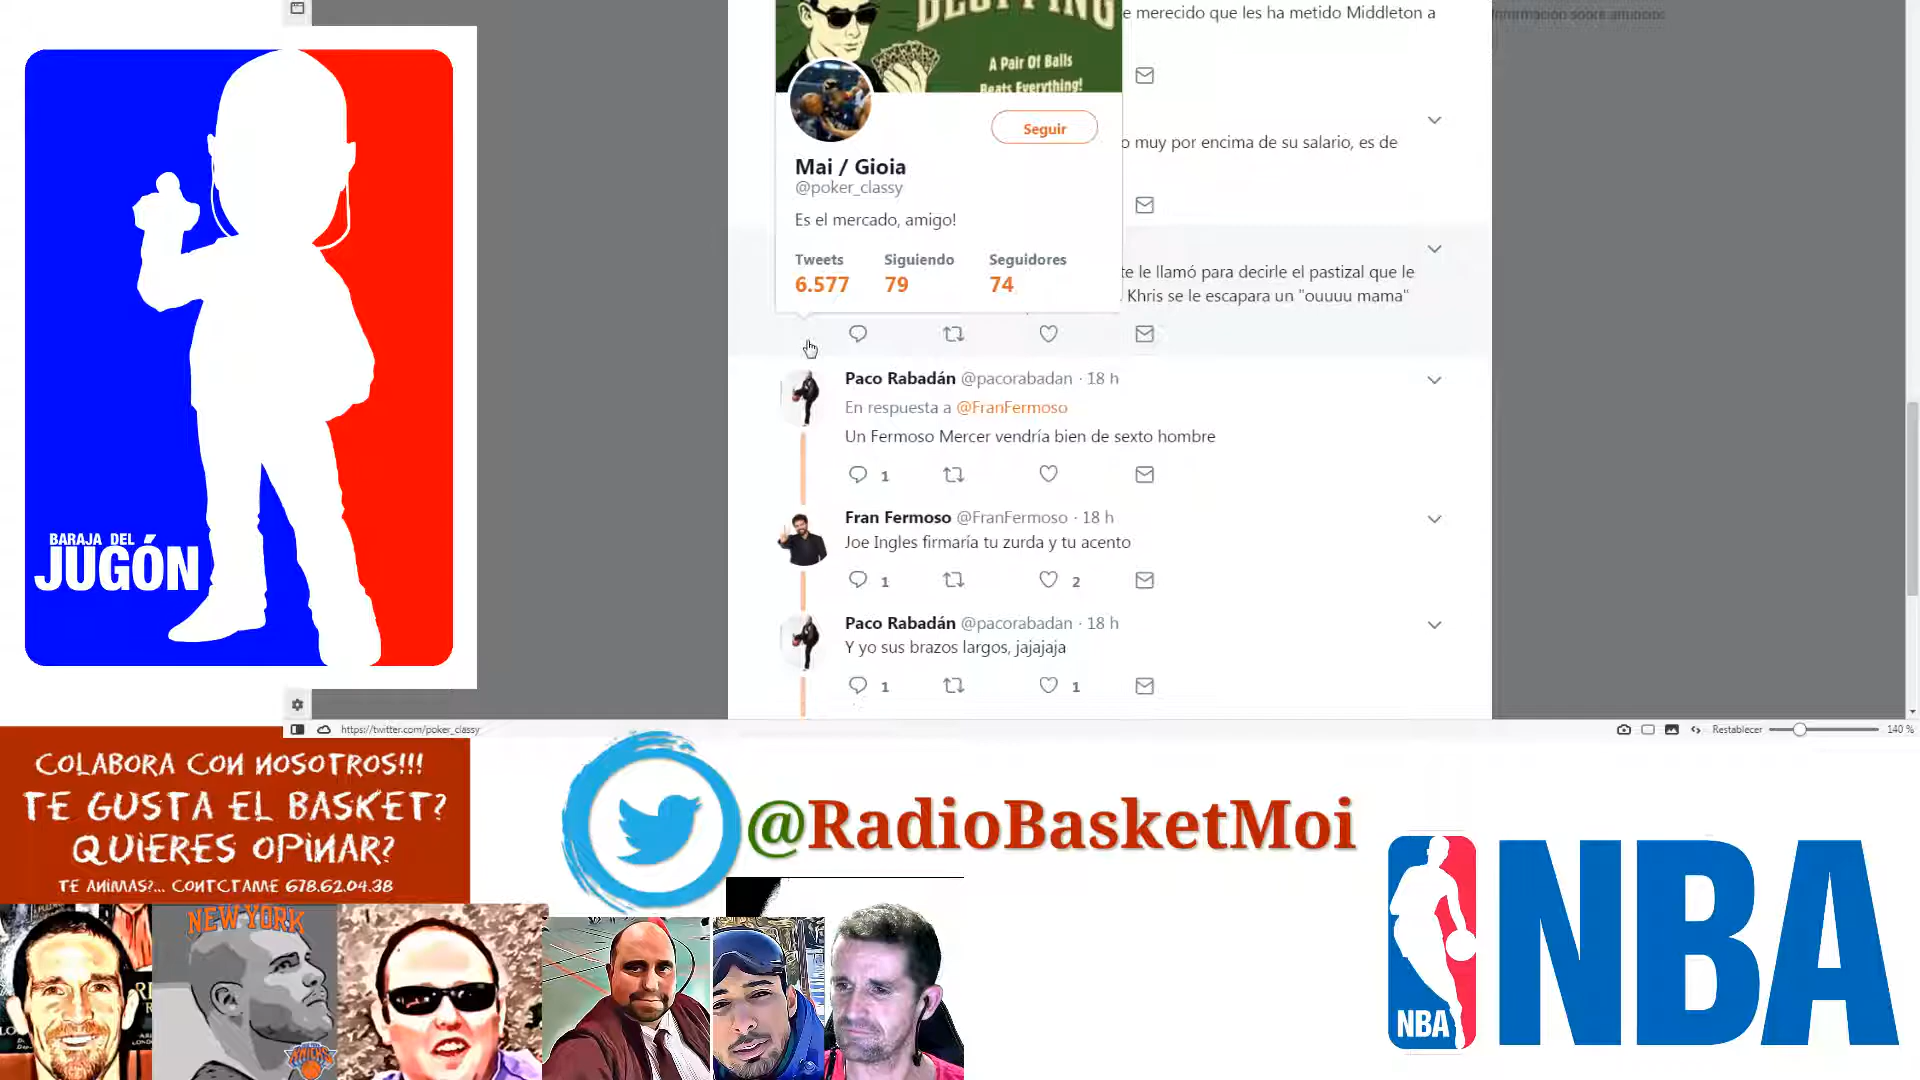 BARAJA DEL
JUGÓN
A Pair Of Balls
Beats Everything!
Seguir
Mai / Gioia
@poker_classy
Es el mercado, amigo!
Tweets Siguiendo Seguidores
6.577 79 74
e merecido que les ha metido Middleton a
o muy por encima de su salario, es de
te le llamó para decirle el pastizal que le
Khris se le escapara un "ouuuu mama"
Paco Rabadán @pacorabadan · 18 h
En respuesta a @FranFermoso
Un Fermoso Mercer vendría bien de sexto hombre
1
Fran Fermoso @FranFermoso · 18 h
Joe Ingles firmaría tu zurda y tu acento
1 2
Paco Rabadán @pacorabadan · 18 h
Y yo sus brazos largos, jajajaja
1 1
https://twitter.com/poker_classy
Restablecer 140 %
COLABORA CON NOSOTROS!!!
TE GUSTA EL BASKET?
QUIERES OPINAR?
TE ANIMAS?... CONTCTAME 678.62.04.38
@RadioBasketMoi
NEW YORK
KNICKS
NBA
NBA